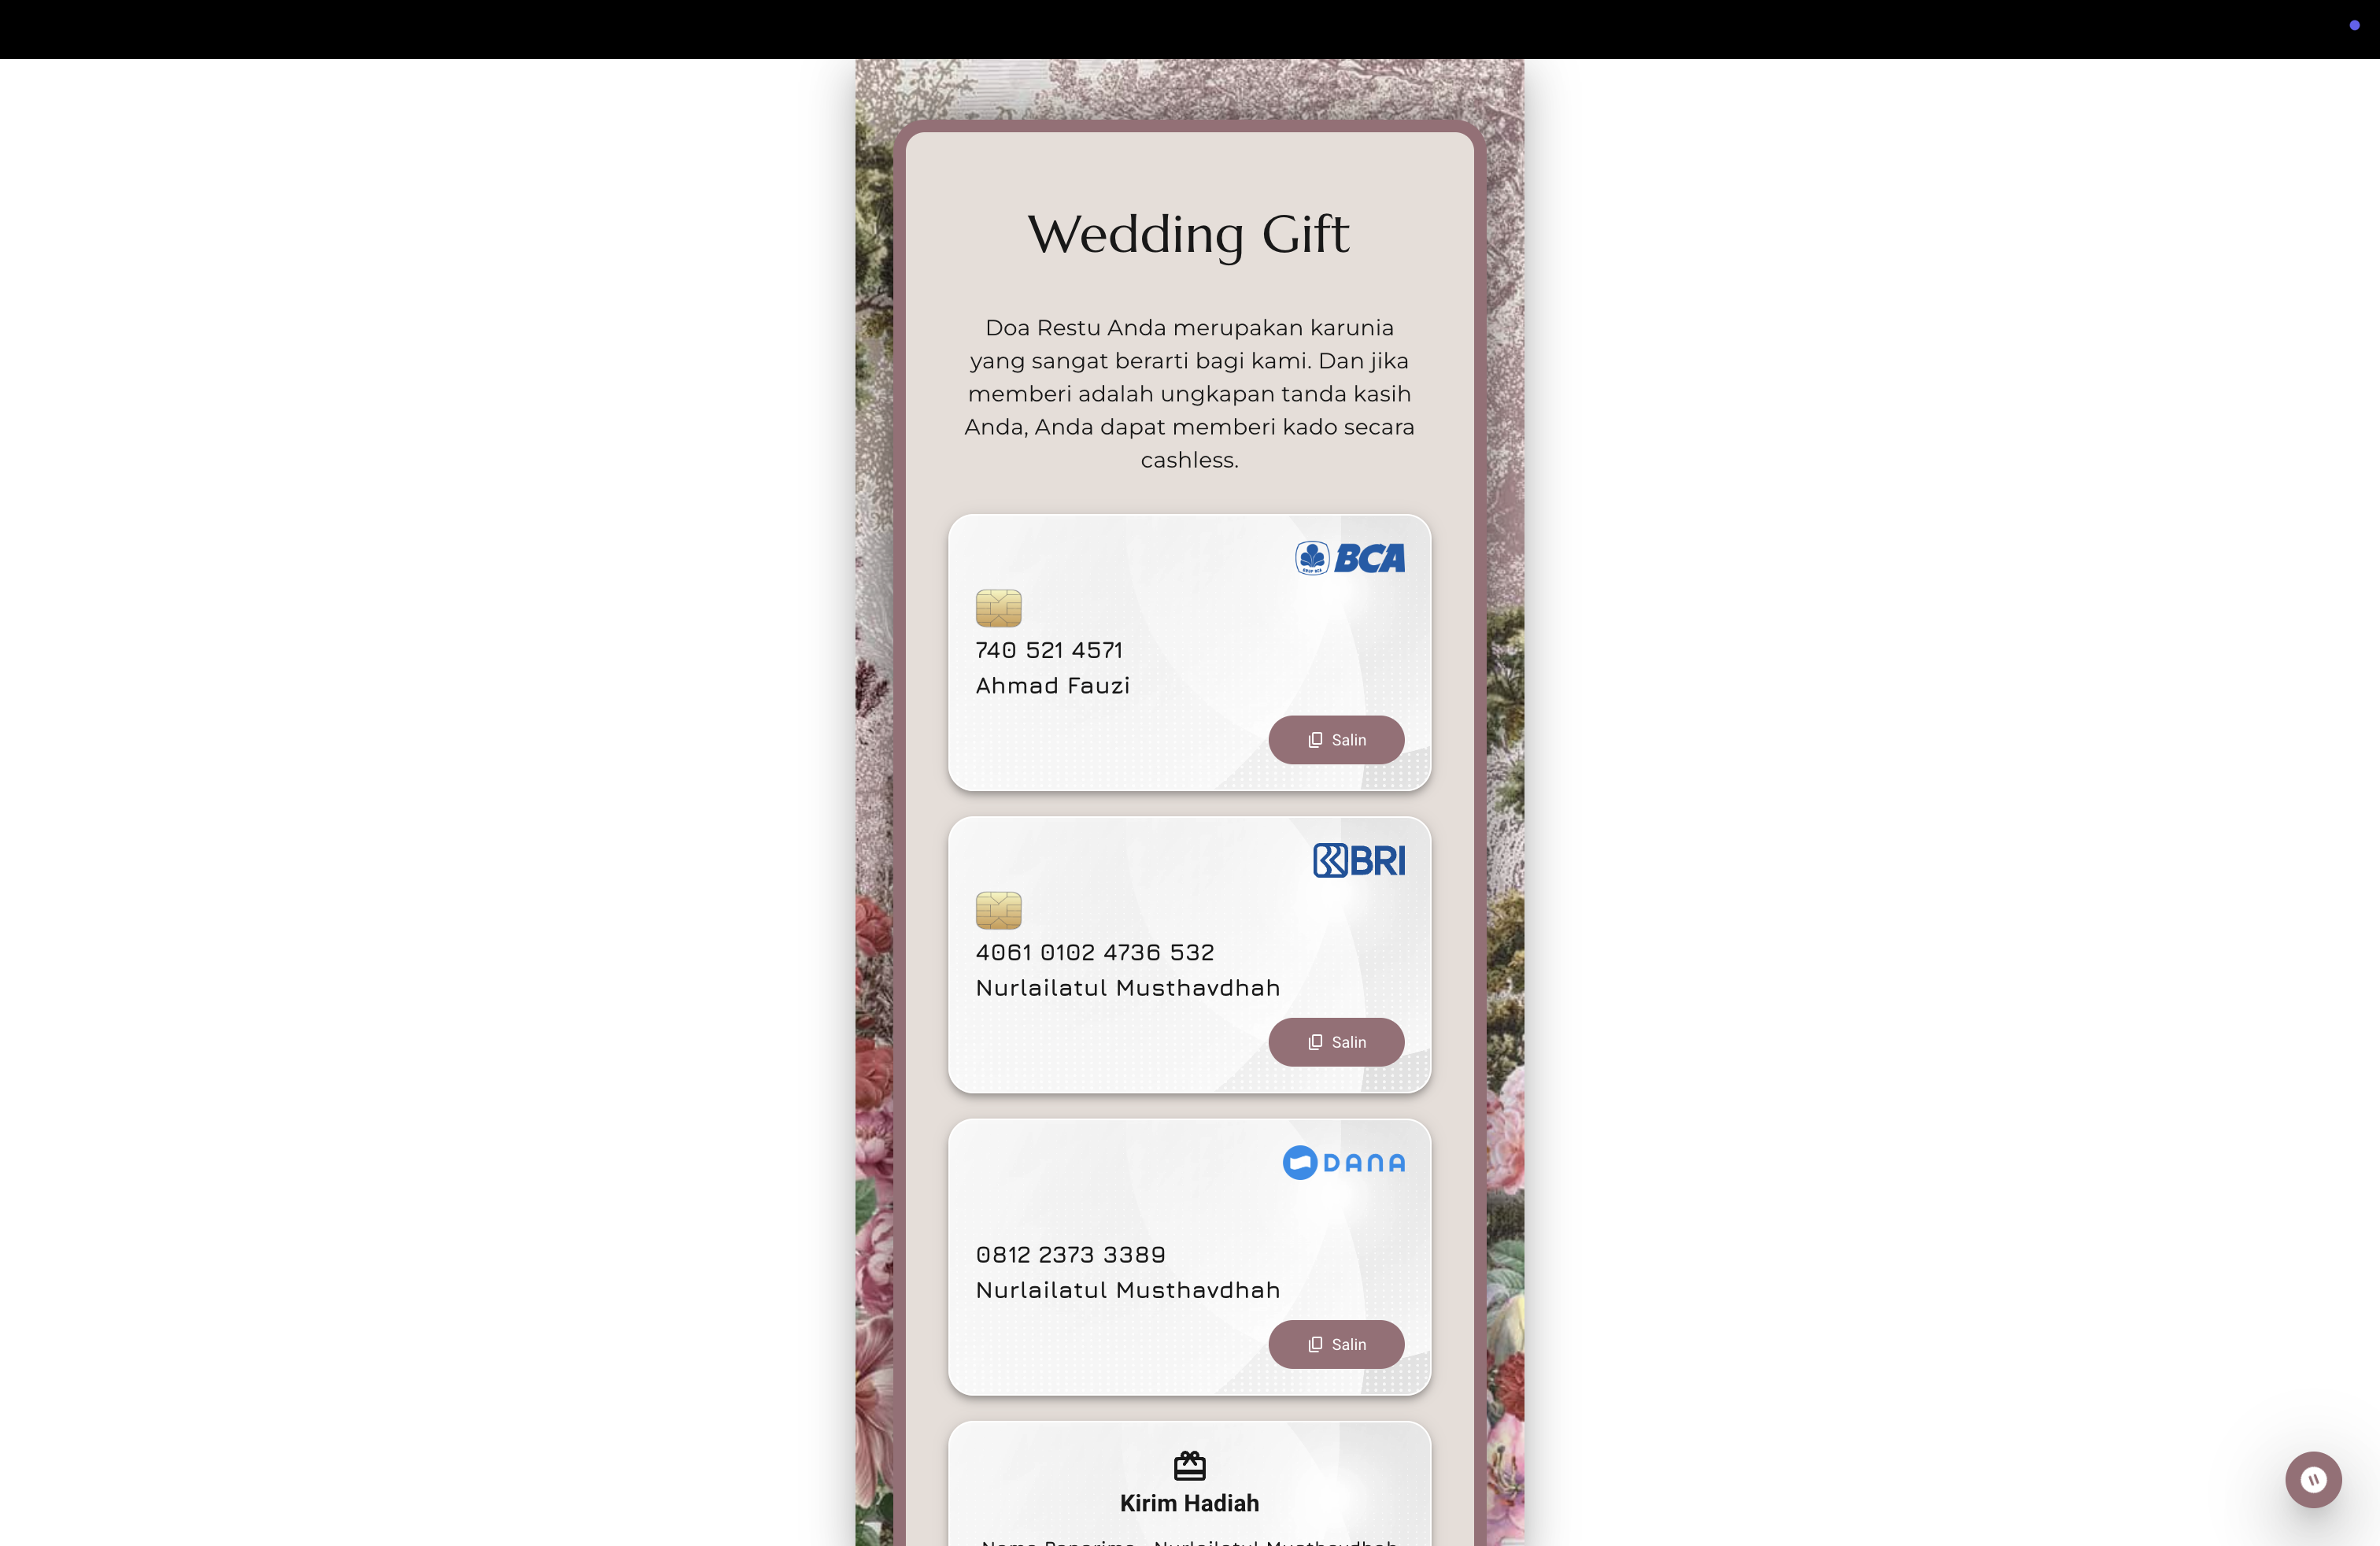 Wedding Gift
Doa Restu Anda merupakan karunia
yang sangat berarti bagi kami. Dan jika
memberi adalah ungkapan tanda kasih
Anda, Anda dapat memberi kado secara
cashless.
BCA
740 521 4571
Ahmad Fauzi
Salin
BRI
4061 0102 4736 532
Nurlailatul Musthavdhah
Salin
DANA
0812 2373 3389
Nurlailatul Musthavdhah
Salin
Kirim Hadiah
Nurlailatul Musthavdhah